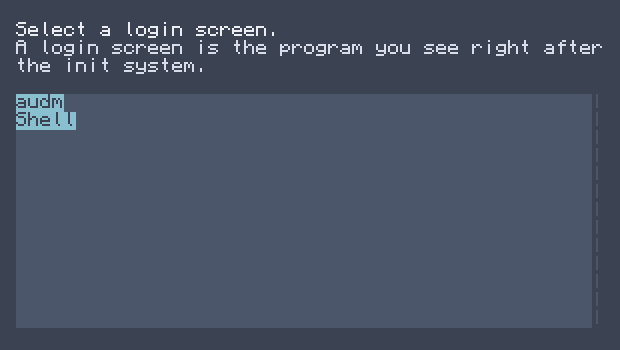 Select a login screen.
A login screen is the program you see right after
the init system.
audm
Shell